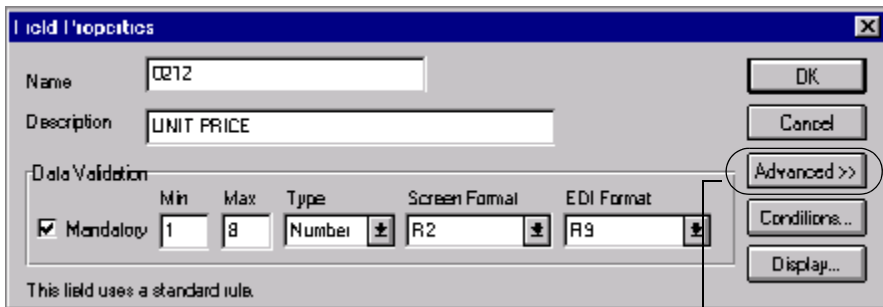 Field Properties
Name 0212 OK
Description UNIT PRICE Cancel
Data Validation Advanced >>
Min Max Type Screen Format EDI Format
Mandatory 1 8 Number R2 R9 Conditions...
Display...
This field uses a standard rule.